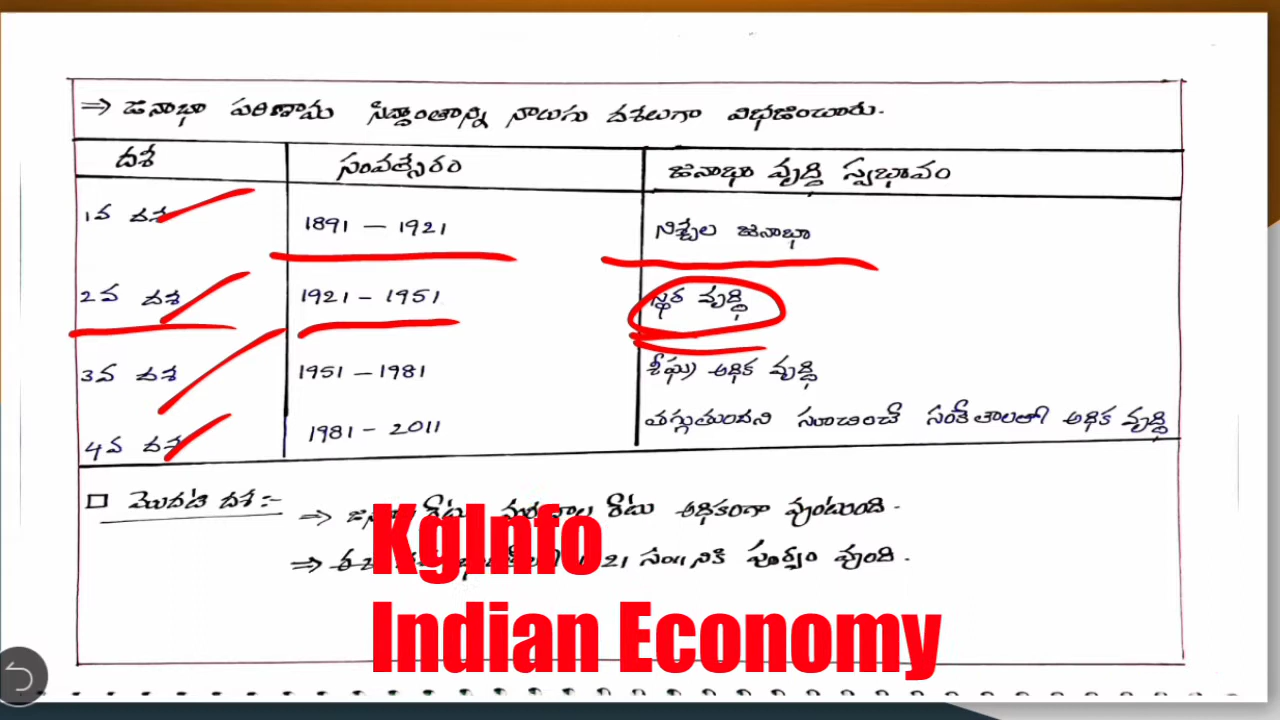 ⇒ జనాభా పరిణామ సిద్ధాంతాన్ని నాలుగు దశలుగా విభజించారు.
దశ సంవత్సరం జనాభా వృద్ధి స్వభావం
1వ దశ 1891 – 1921 నిశ్చల జనాభా
2వ దశ 1921 – 1951 స్థిర వృద్ధి
3వ దశ 1951 – 1981 శీఘ్ర అధిక వృద్ధి
4వ దశ 1981 – 2011 తగ్గుతుందని సూచించే సంకేతాలతో అధిక వృద్ధి
□ మొదటి దశ:- ⇒ రేటు అధికంగా వుంటుంది.
⇒ 21 సం॥నికి పూర్వం వుంది.
KgInfo
Indian Economy